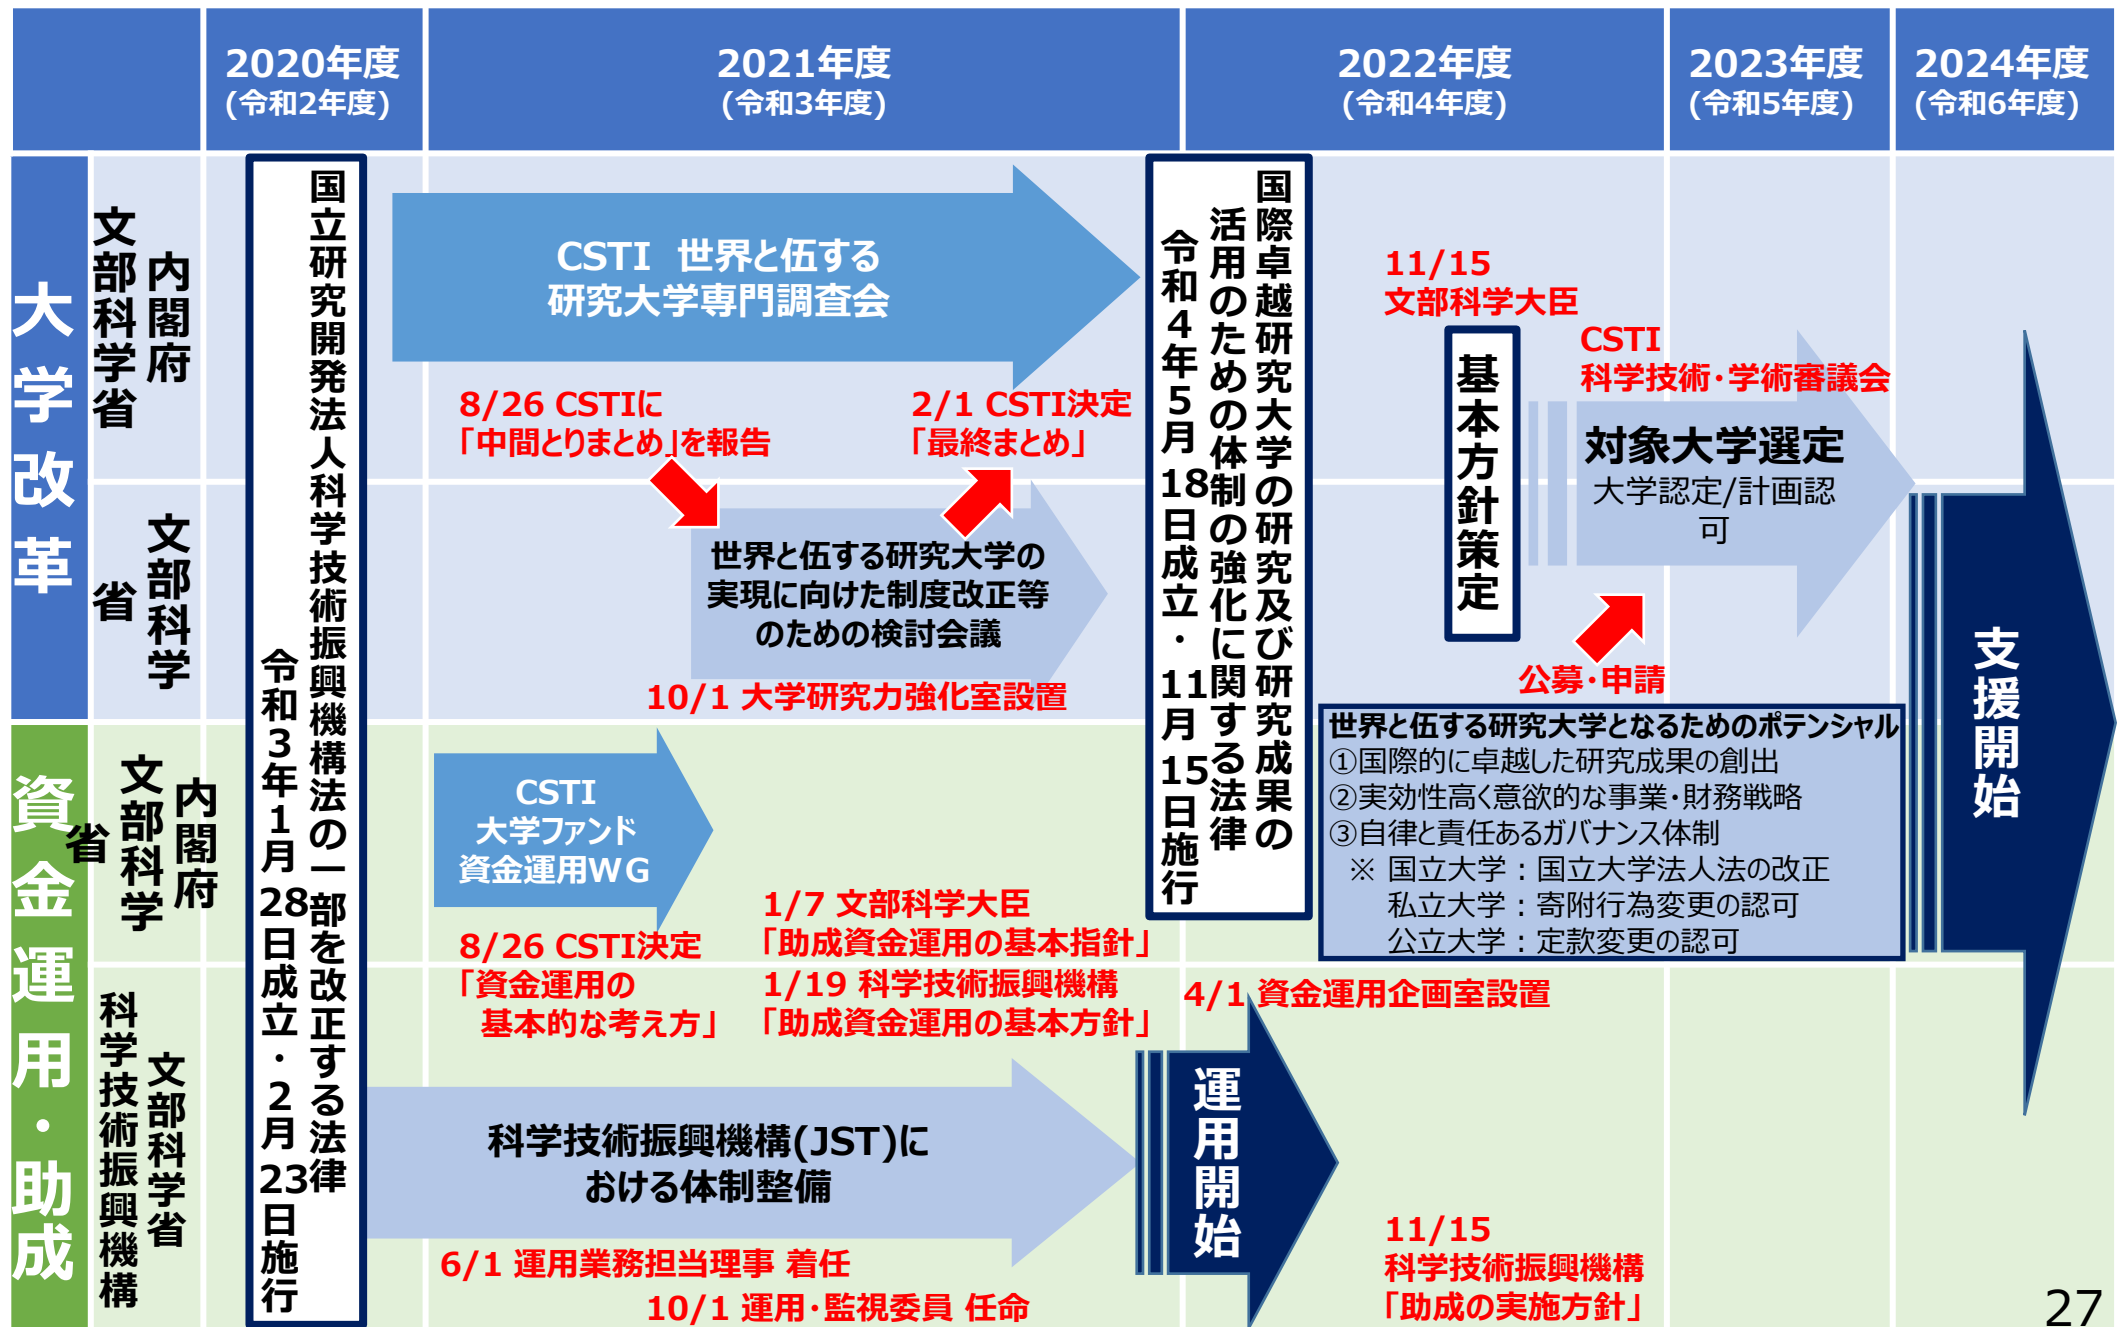 2020年度
(令和2年度)
2021年度
(令和3年度)
2022年度
(令和4年度)
2023年度
(令和5年度)
2024年度
(令和6年度)
大学改革
内閣府
文部科学省
文部科学
省
国立研究開発法人科学技術振興機構法の一部を改正する法律
令和3年1月28日成立・2月23日施行
CSTI 世界と伍する
研究大学専門調査会
8/26 CSTIに
「中間とりまとめ」を報告
2/1 CSTI決定
「最終まとめ」
世界と伍する研究大学の
実現に向けた制度改正等
のための検討会議
10/1 大学研究力強化室設置
国際卓越研究大学の研究及び研究成果の
活用のための体制の強化に関する法律
令和4年5月18日成立・11月15日施行
11/15
文部科学大臣
基本方針策定
CSTI
科学技術・学術審議会
対象大学選定
大学認定/計画認
可
公募・申請
世界と伍する研究大学となるためのポテンシャル
①国際的に卓越した研究成果の創出
②実効性高く意欲的な事業・財務戦略
③自律と責任あるガバナンス体制
※ 国立大学：国立大学法人法の改正
私立大学：寄附行為変更の認可
公立大学：定款変更の認可
支援開始
資金運用・助成
内閣府
文部科学
省
文部科学省
科学技術振興機構
CSTI
大学ファンド
資金運用WG
8/26 CSTI決定
「資金運用の
基本的な考え方」
1/7 文部科学大臣
「助成資金運用の基本指針」
1/19 科学技術振興機構
「助成資金運用の基本方針」
4/1 資金運用企画室設置
科学技術振興機構(JST)に
おける体制整備
6/1 運用業務担当理事 着任
10/1 運用・監視委員 任命
運用開始
11/15
科学技術振興機構
「助成の実施方針」
27